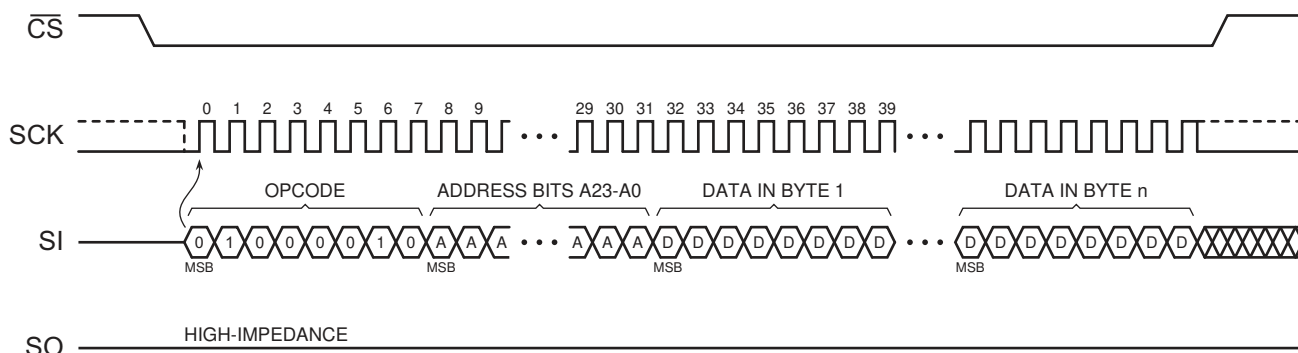 CS
0 1 2 3 4 5 6 7 8 9 29 30 31 32 33 34 35 36 37 38 39
SCK
OPCODE ADDRESS BITS A23-A0 DATA IN BYTE 1 DATA IN BYTE n
SI 0 1 0 0 0 0 1 0 A A A A A A D D D D D D D D D D D D D D D D
MSB MSB MSB MSB
HIGH-IMPEDANCE
SO